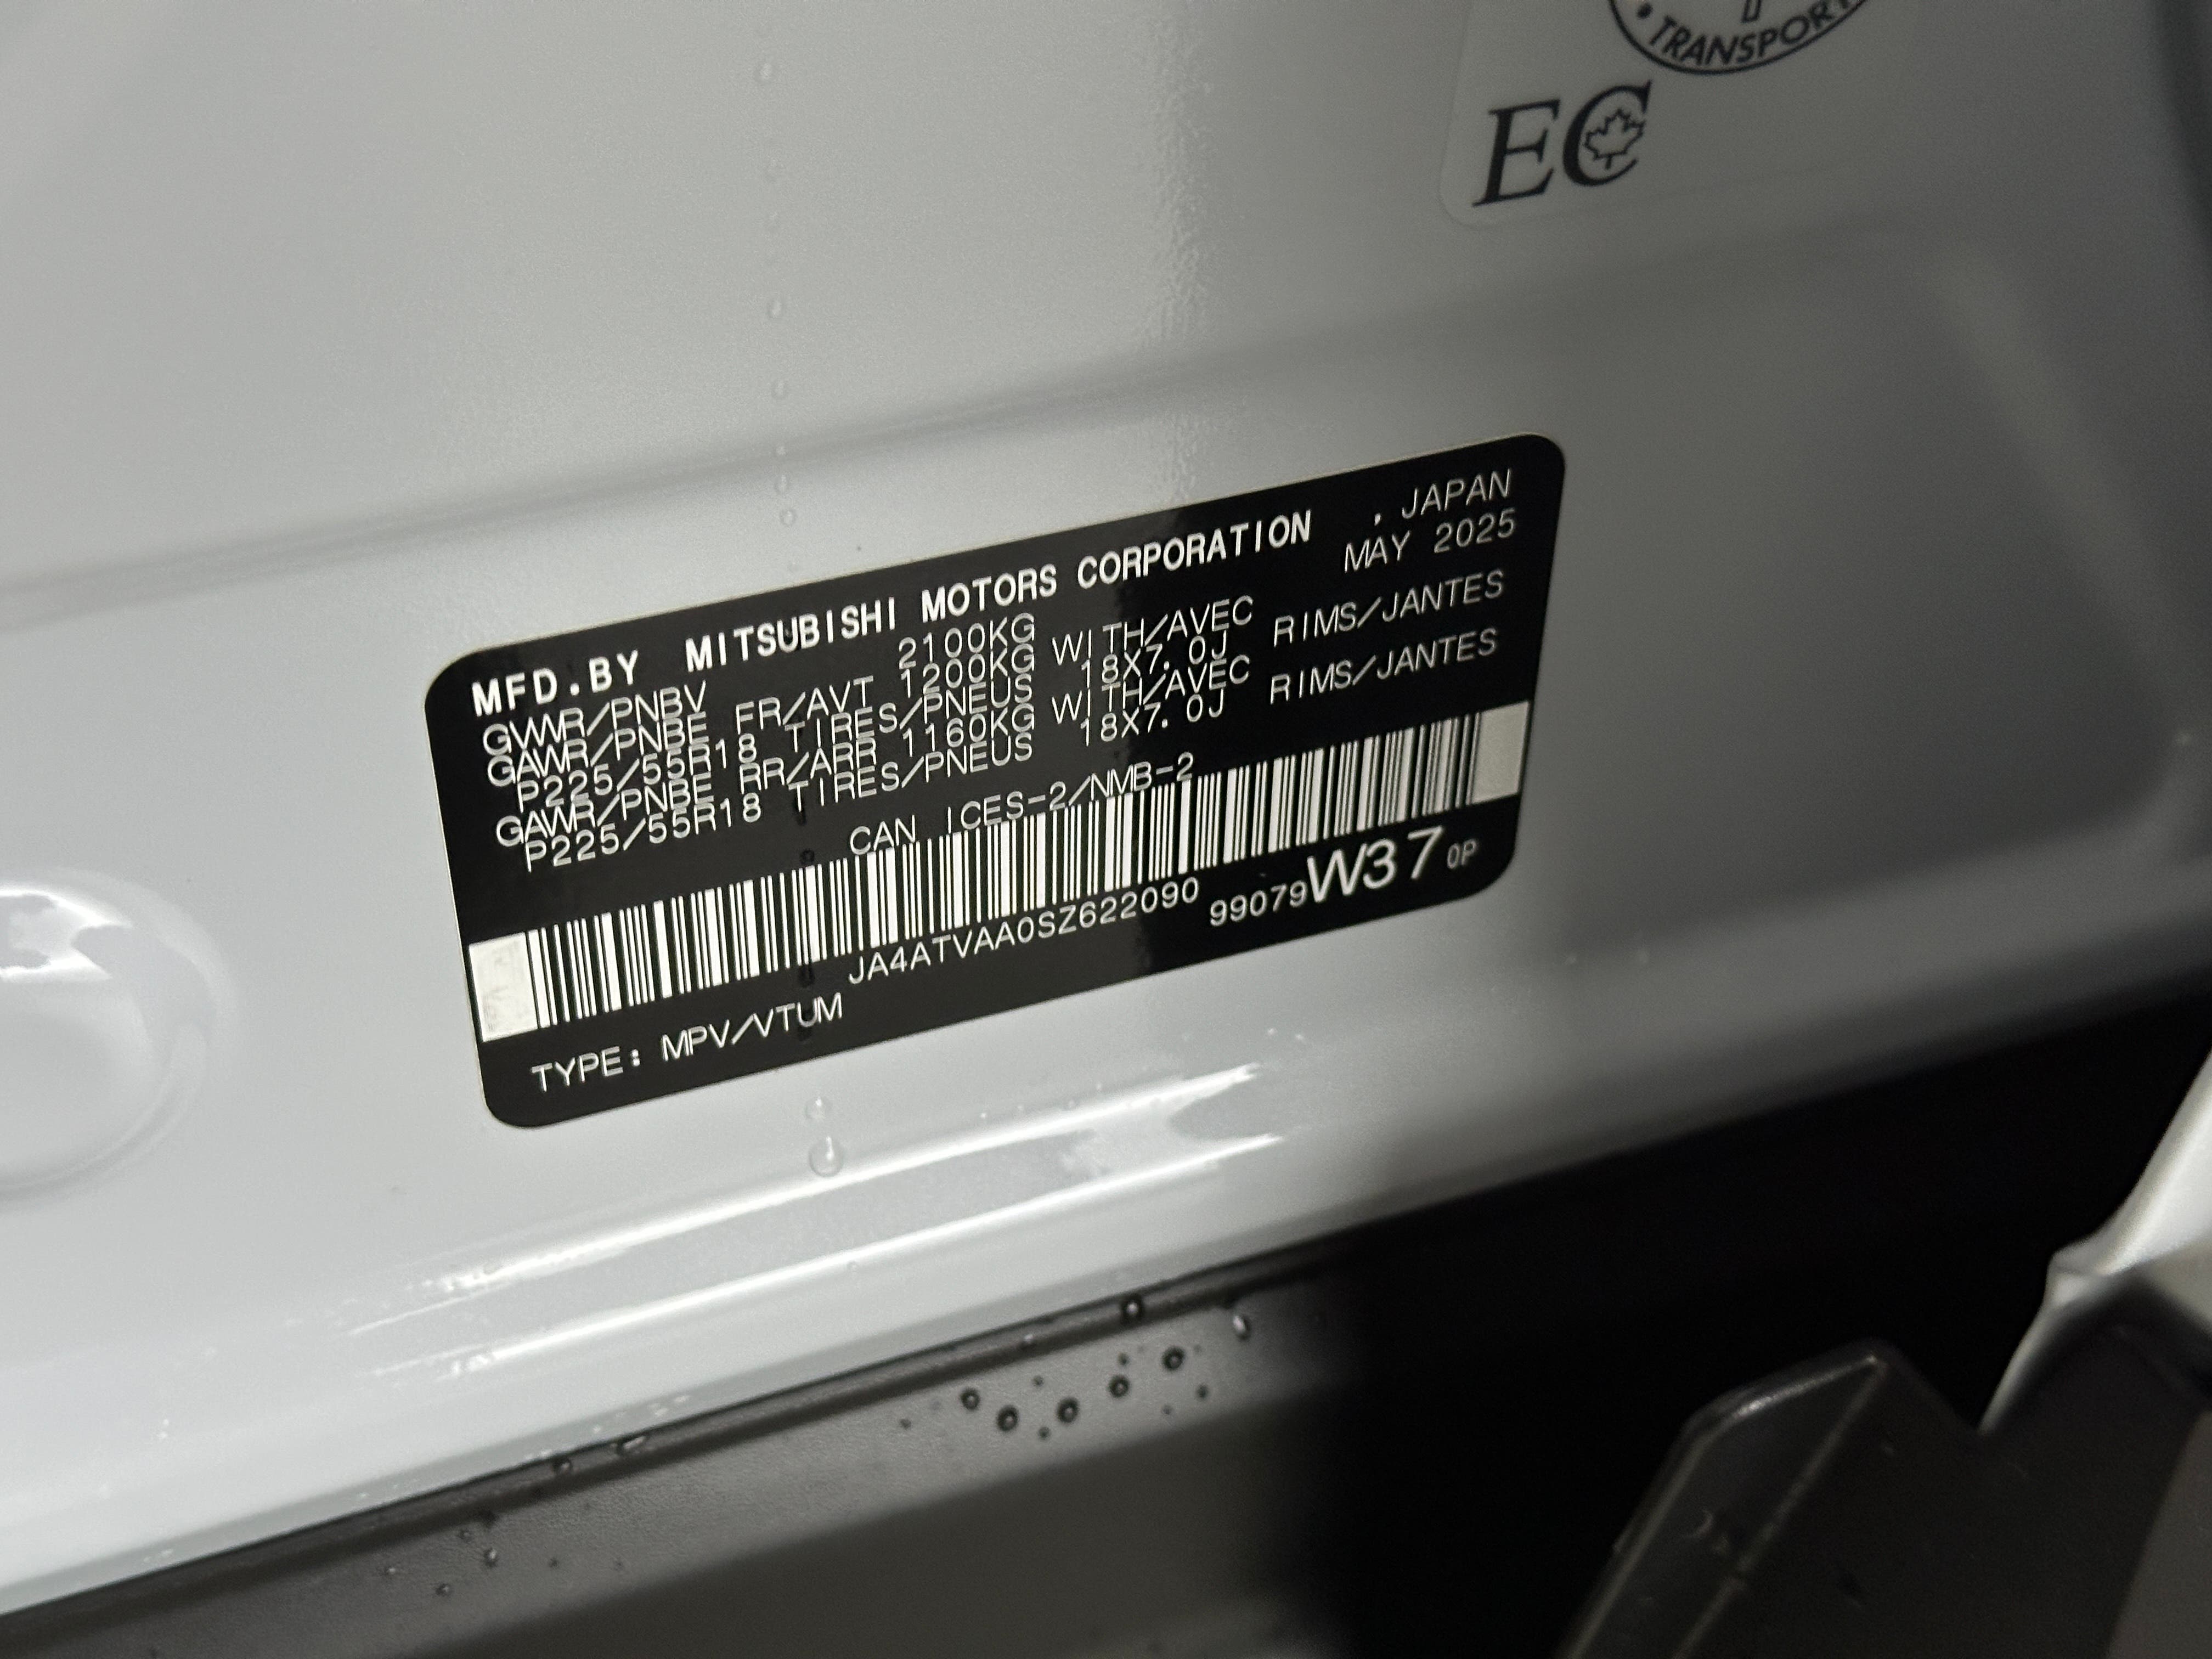 TRANSPORT
EC
MFD.BY MITSUBISHI MOTORS CORPORATION , JAPAN
GVWR/PNBV 2100KG MAY 2025
GAWR/PNBE FR/AVT 1200KG WITH/AVEC
P225/55R18 TIRES/PNEUS 18X7.0J RIMS/JANTES
GAWR/PNBE RR/ARR 1160KG WITH/AVEC
P225/55R18 TIRES/PNEUS 18X7.0J RIMS/JANTES
CAN ICES-2/NMB-2
JA4ATVAA0SZ622090 99079W37 0P
TYPE: MPV/VTUM